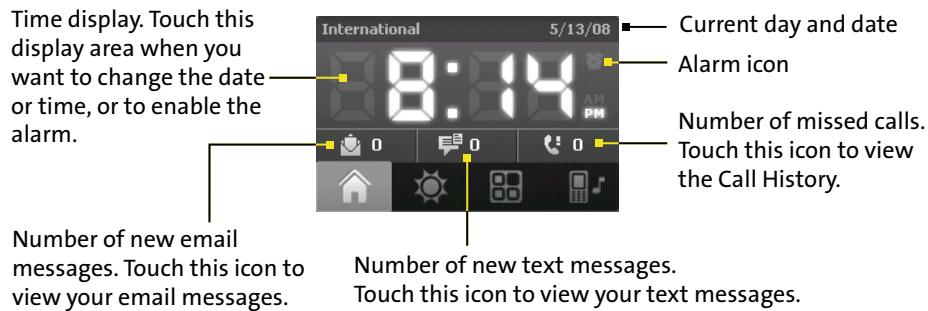 Time display. Touch this
display area when you
want to change the date
or time, or to enable the
alarm.
International 5/13/08
8:14
AM
PM
0 0 0
Current day and date
Alarm icon
Number of missed calls.
Touch this icon to view
the Call History.
Number of new email
messages. Touch this icon to
view your email messages.
Number of new text messages.
Touch this icon to view your text messages.